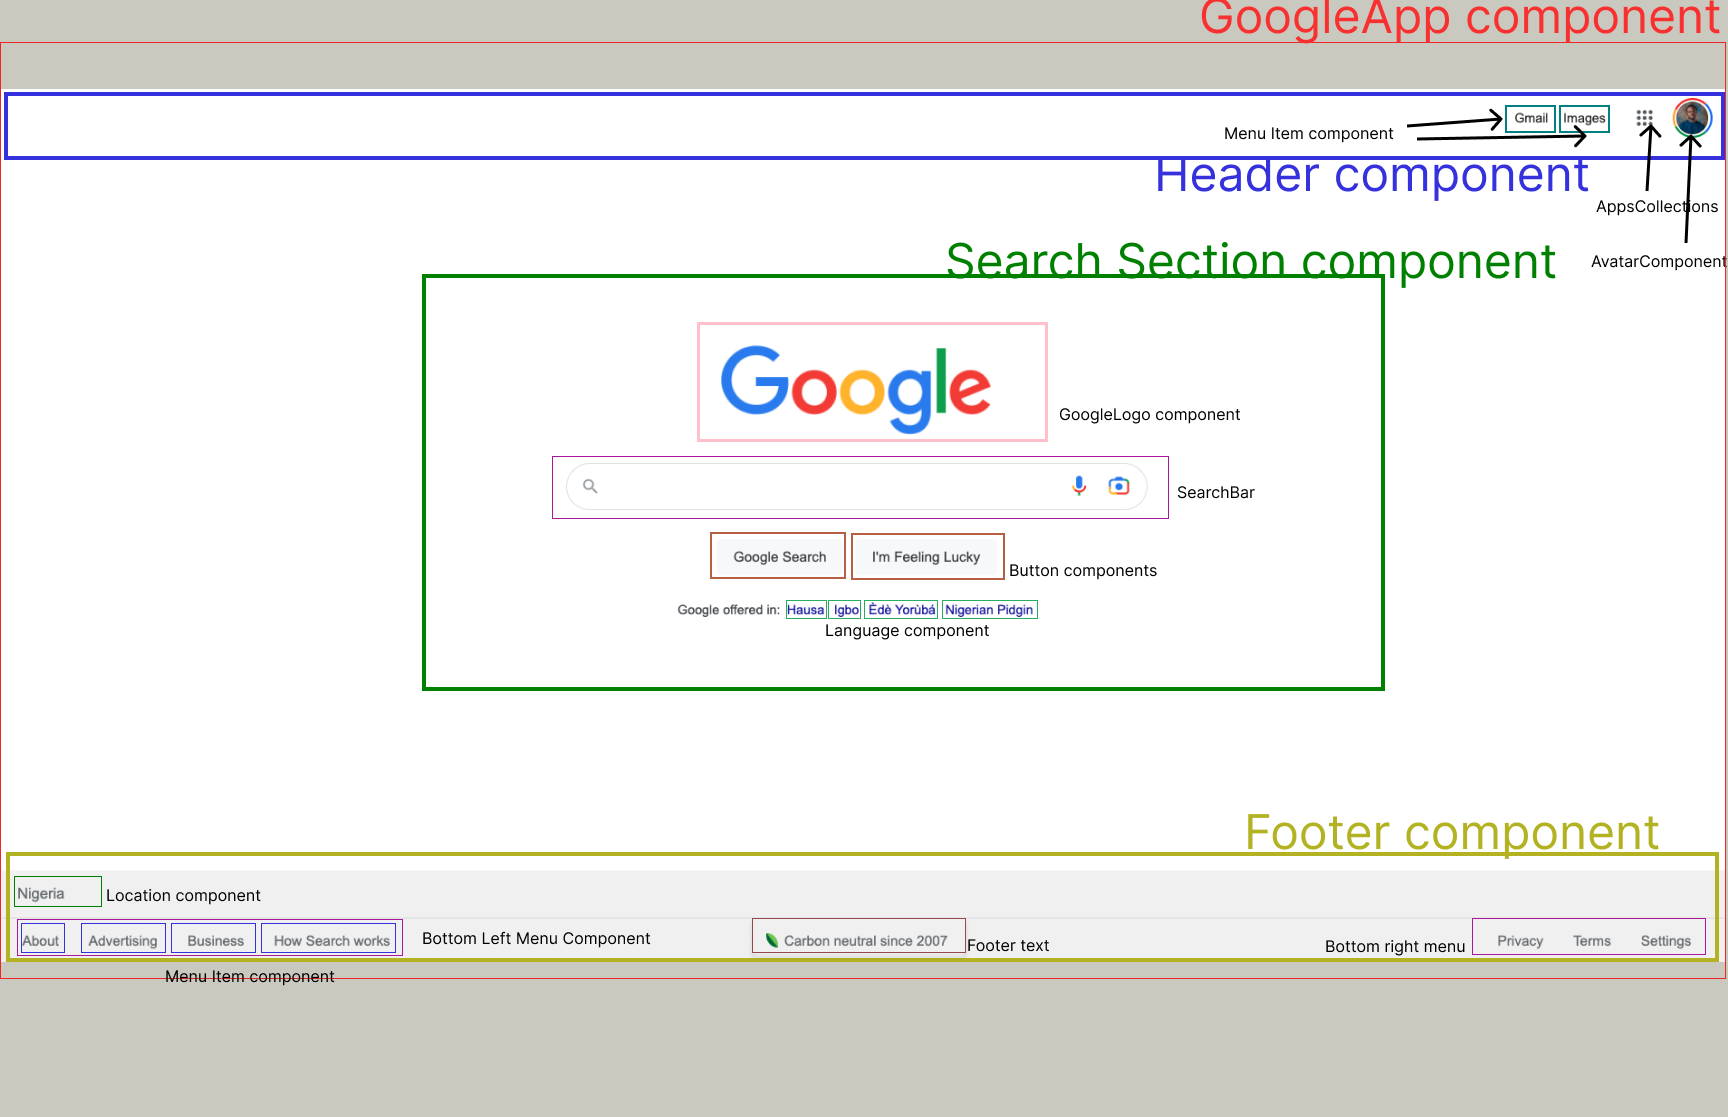 GoogleApp component
Gmail Images
Menu Item component
Header component
AppsCollections
Search Section component
AvatarComponent
Google
GoogleLogo component
SearchBar
Google Search I'm Feeling Lucky
Button components
Google offered in: Hausa Igbo Èdè Yorùbá Nigerian Pidgin
Language component
Footer component
Nigeria Location component
About Advertising Business How Search works Bottom Left Menu Component Carbon neutral since 2007 Footer text Bottom right menu Privacy Terms Settings
Menu Item component